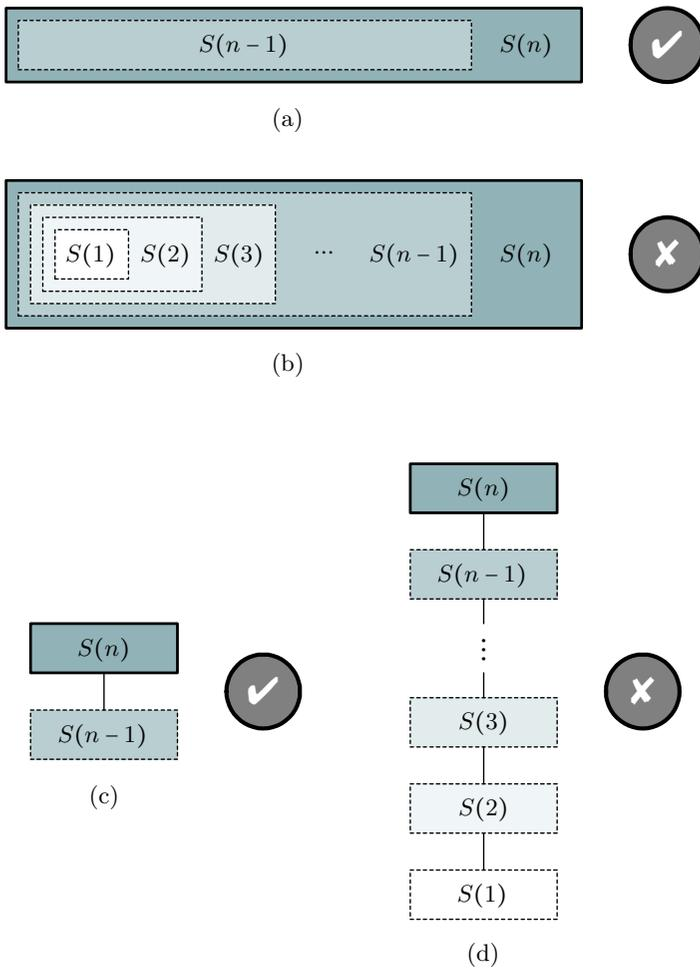 S(n − 1) S(n) ✔
(a)
S(1) S(2) S(3) ··· S(n − 1) S(n) ✘
(b)
S(n)
S(n − 1)
⋮
S(n) ✔ ✘
S(3)
S(n − 1)
(c)
S(2)
S(1)
(d)